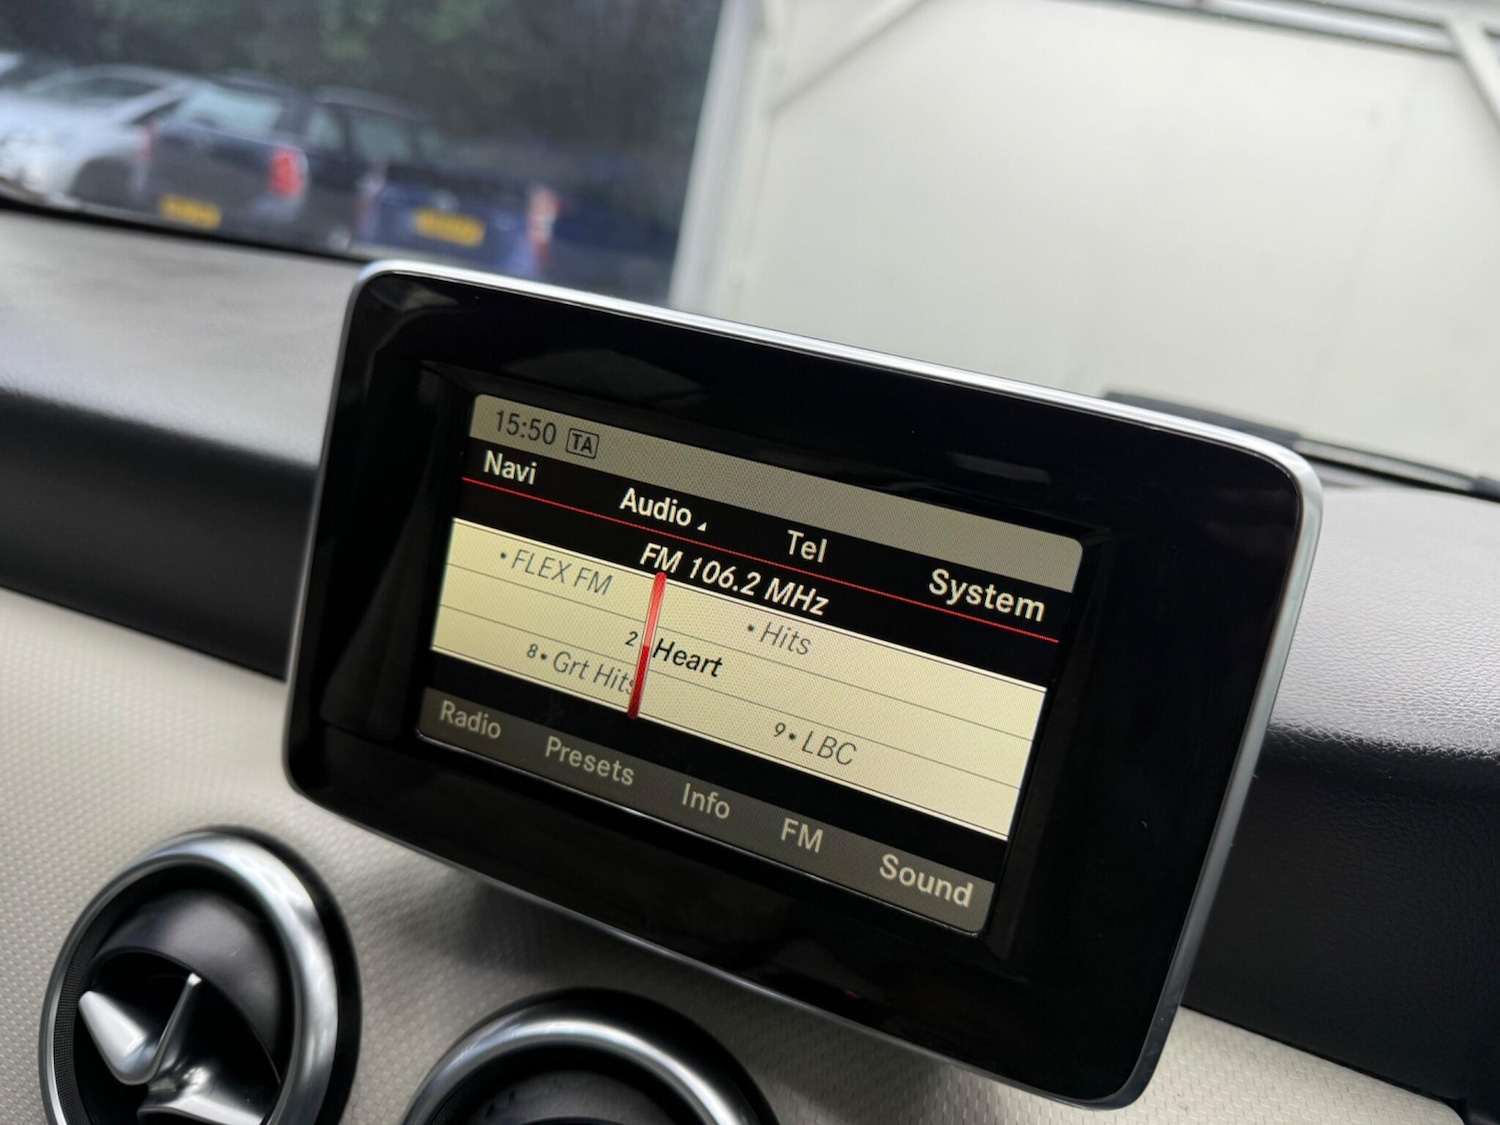 15:50 TA
Navi Audio Tel System
FM 106.2 MHz
• FLEX FM • Hits
2 Heart
8• Grt Hits 9• LBC
Radio Presets Info FM Sound